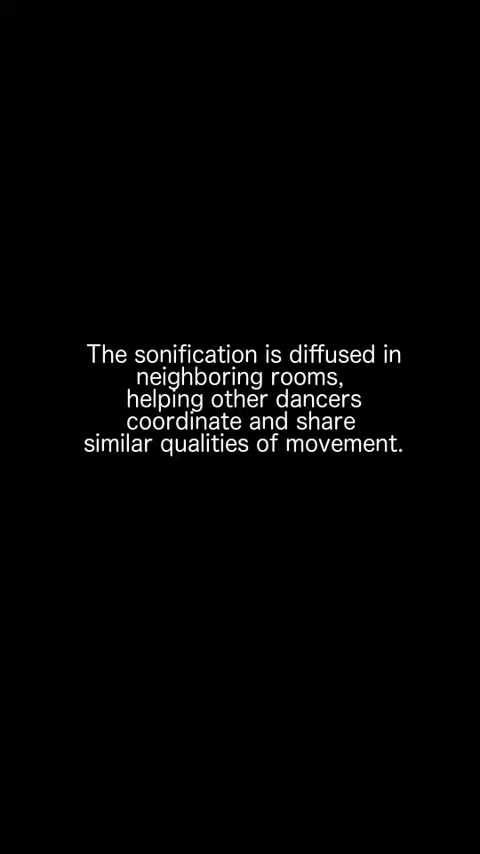 The sonification is diffused in
neighboring rooms,
helping other dancers
coordinate and share
similar qualities of movement.